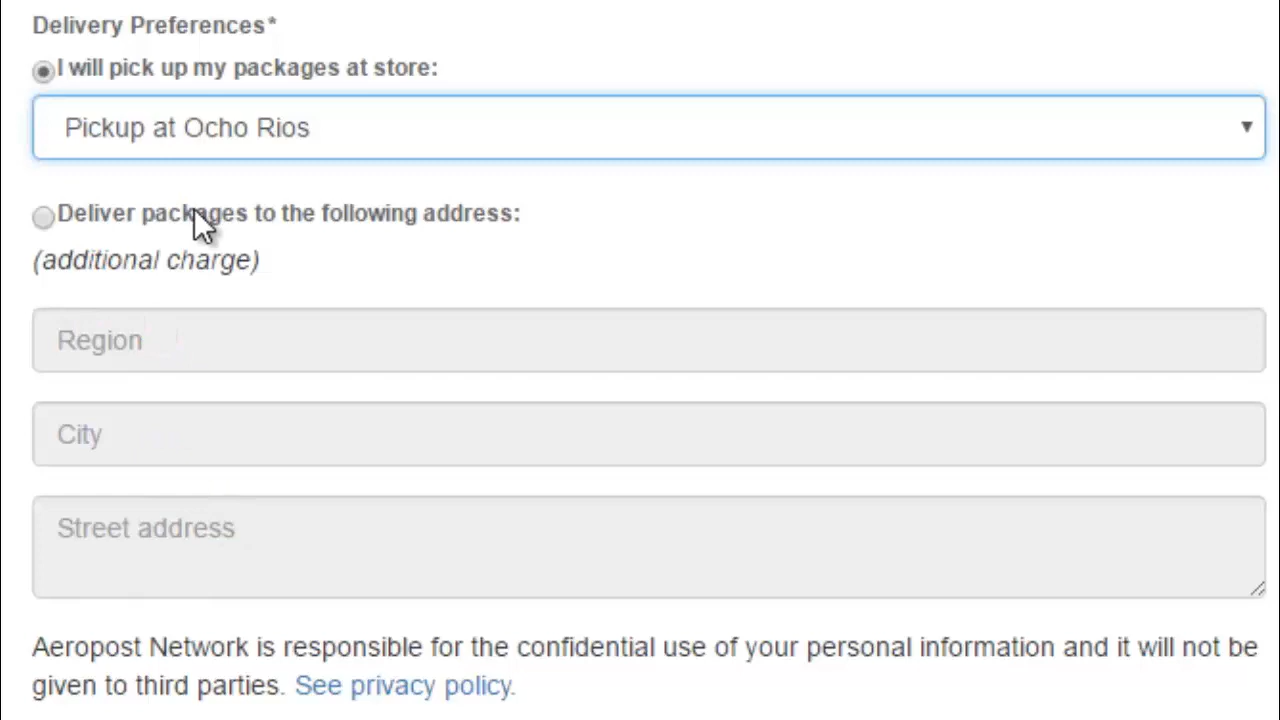 Delivery Preferences*
I will pick up my packages at store:
Pickup at Ocho Rios
Deliver packages to the following address:
(additional charge)
Region
City
Street address
Aeropost Network is responsible for the confidential use of your personal information and it will not be
given to third parties. See privacy policy.